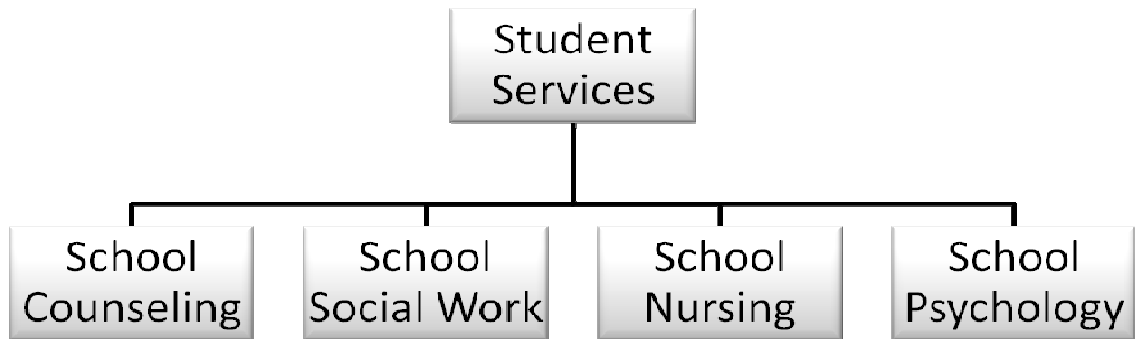 Student
Services
School
Counseling
School
Social Work
School
Nursing
School
Psychology